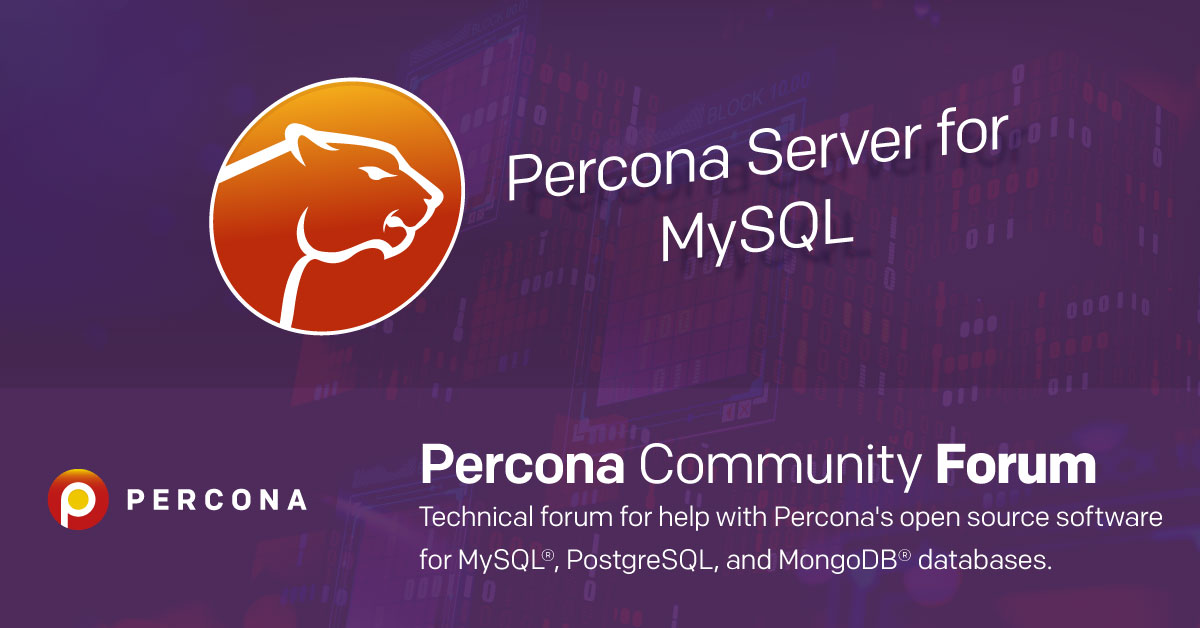 Percona Server for
MySQL
PERCONA
Percona Community Forum
Technical forum for help with Percona's open source software
for MySQL®, PostgreSQL, and MongoDB® databases.